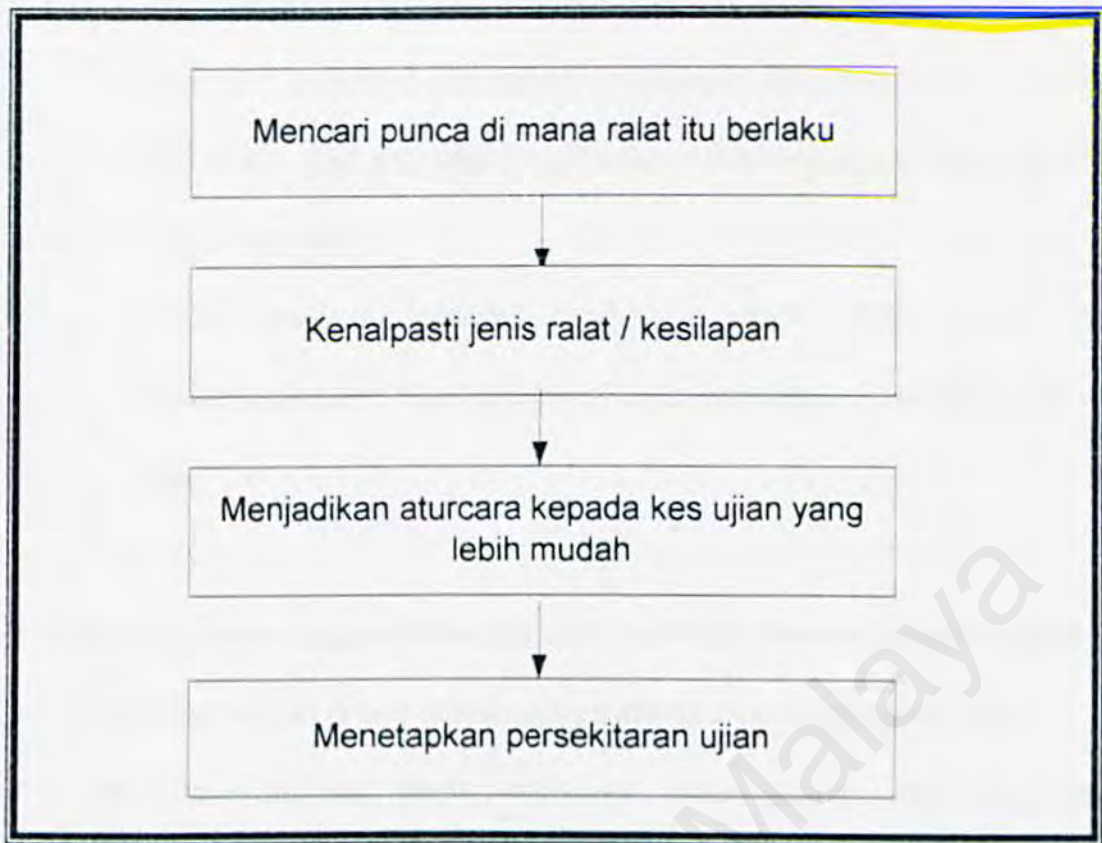 Mencari punca di mana ralat itu berlaku
Kenalpasti jenis ralat / kesilapan
Menjadikan aturcara kepada kes ujian yang
lebih mudah
Menetapkan persekitaran ujian
Malaya